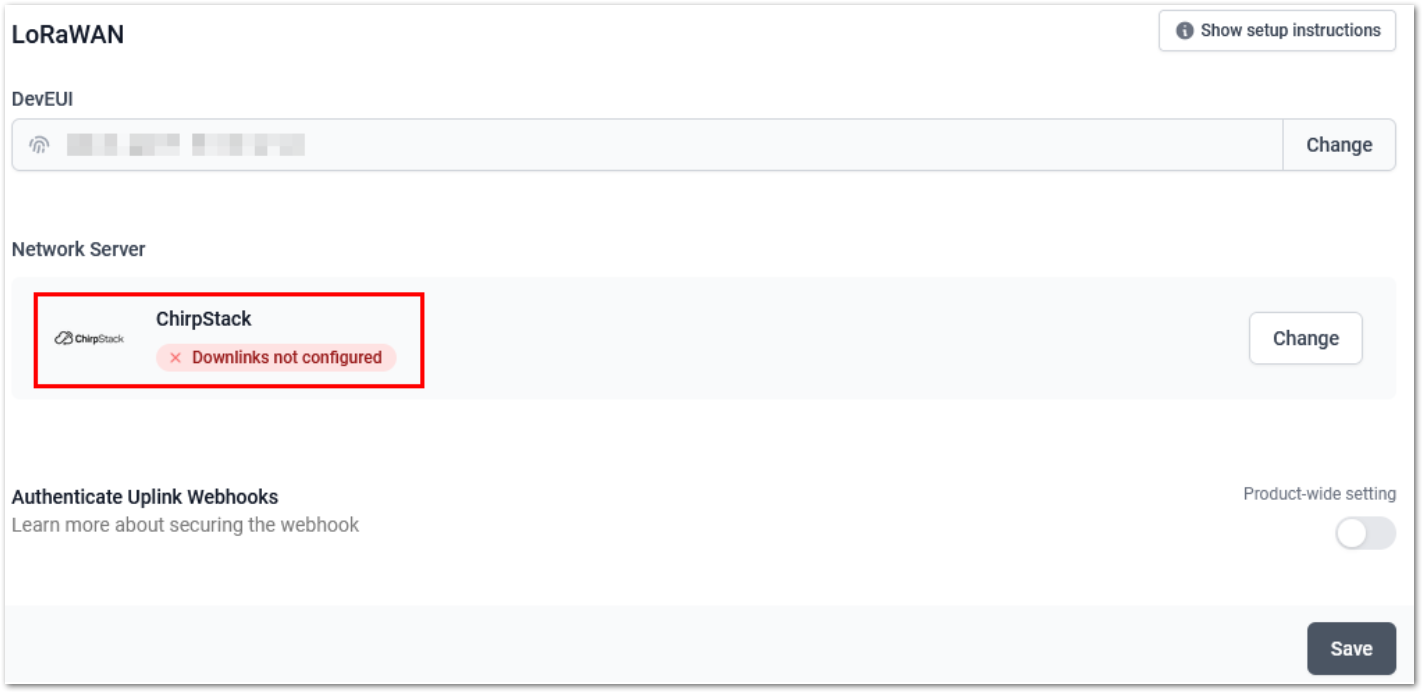 LoRaWAN
Show setup instructions
DevEUI
Change
Network Server
ChirpStack
ChirpStack
Downlinks not configured
Change
Authenticate Uplink Webhooks
Product-wide setting
Learn more about securing the webhook
Save